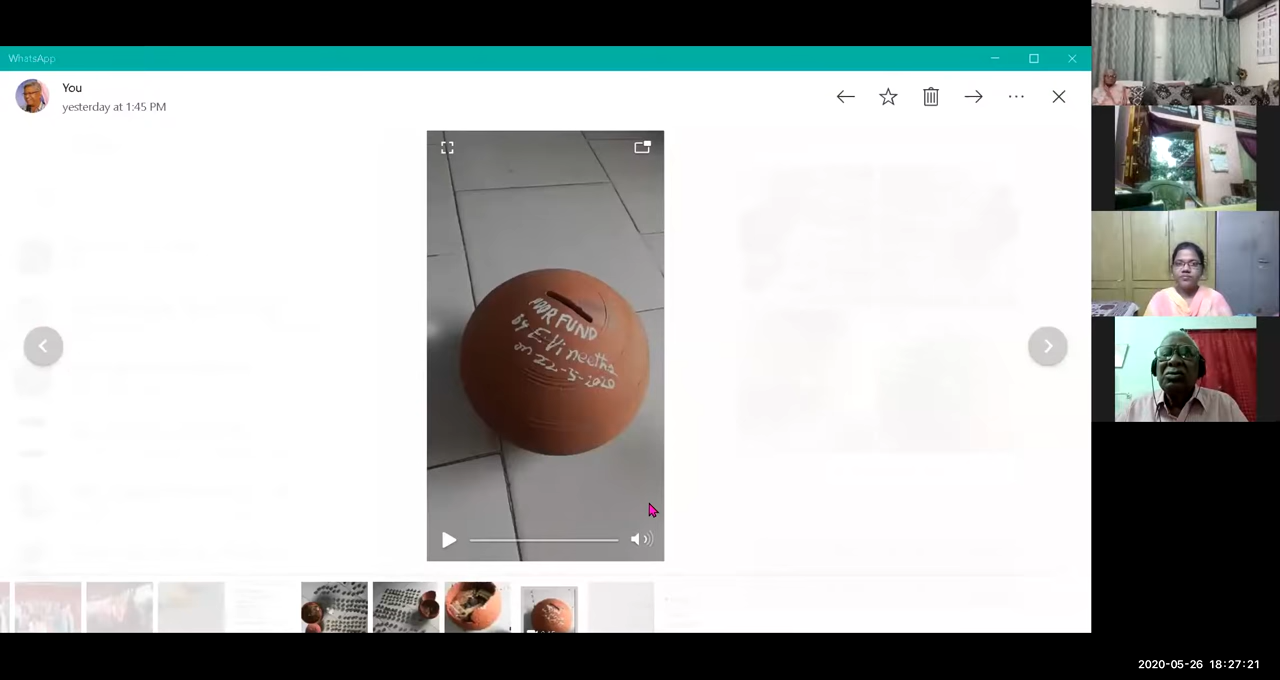 WhatsApp
You
yesterday at 1:45 PM
FUND
by E. Vineetha
on 22-5-2020
2020-05-26 18:27:21